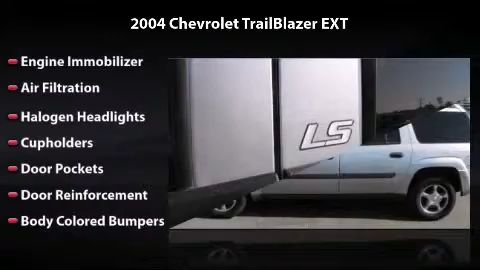 2004 Chevrolet TrailBlazer EXT
Engine Immobilizer
Air Filtration
Halogen Headlights
Cupholders
Door Pockets
Door Reinforcement
Body Colored Bumpers
LS